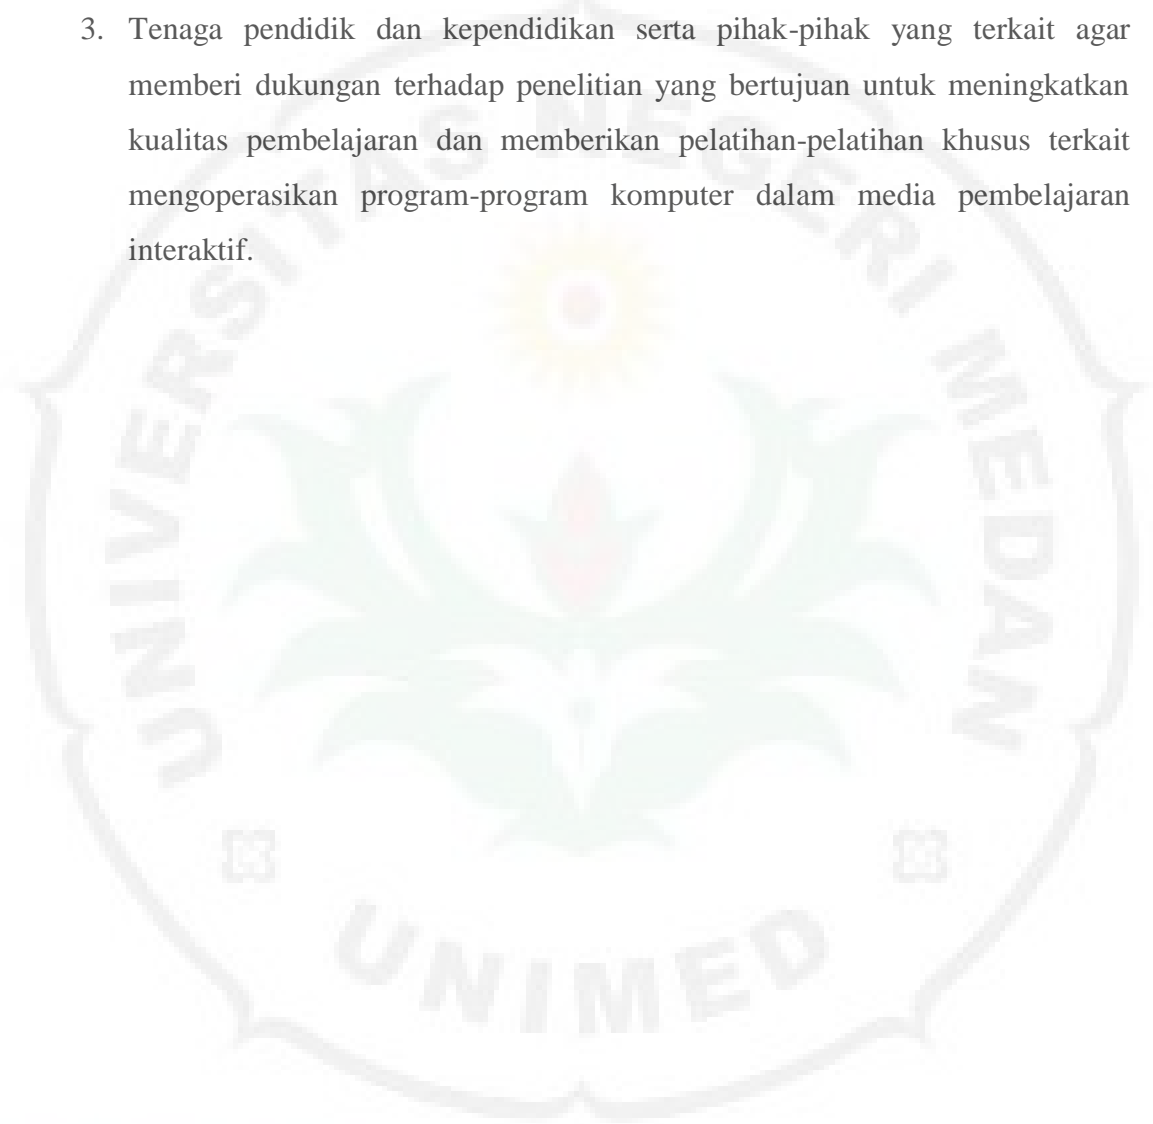 3. Tenaga pendidik dan kependidikan serta pihak-pihak yang terkait agar
memberi dukungan terhadap penelitian yang bertujuan untuk meningkatkan
kualitas pembelajaran dan memberikan pelatihan-pelatihan khusus terkait
mengoperasikan program-program komputer dalam media pembelajaran
interaktif.
UNIVERSITAS NEGERI MEDAN
UNIMED